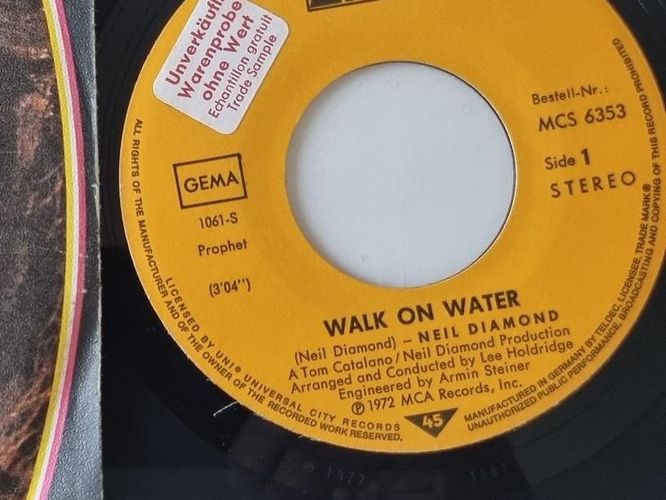 Unverkäufl
Warenprobe
ohne Wert
Echantillon gratuit
Trade Sample
Bestell-Nr.:
MCS 6353
Side 1
STEREO
GEMA
1061-S
Prophet
(3'04'')
WALK ON WATER
(Neil Diamond) – NEIL DIAMOND
A Tom Catalano/Neil Diamond Production
Arranged and Conducted by Lee Holdridge
Engineered by Armin Steiner
℗ 1972 MCA Records, Inc.
45
ALL RIGHTS OF THE MANUFACTURER AND OF THE OWNER OF THE RECORDED WORK RESERVED.
LICENSED BY UNI® UNIVERSAL CITY RECORDS
MANUFACTURED IN GERMANY BY TELDEC, LICENSEE, TRADE MARK®
UNAUTHORIZED PUBLIC PERFORMANCE, BROADCASTING AND COPYING OF THIS RECORD PROHIBITED